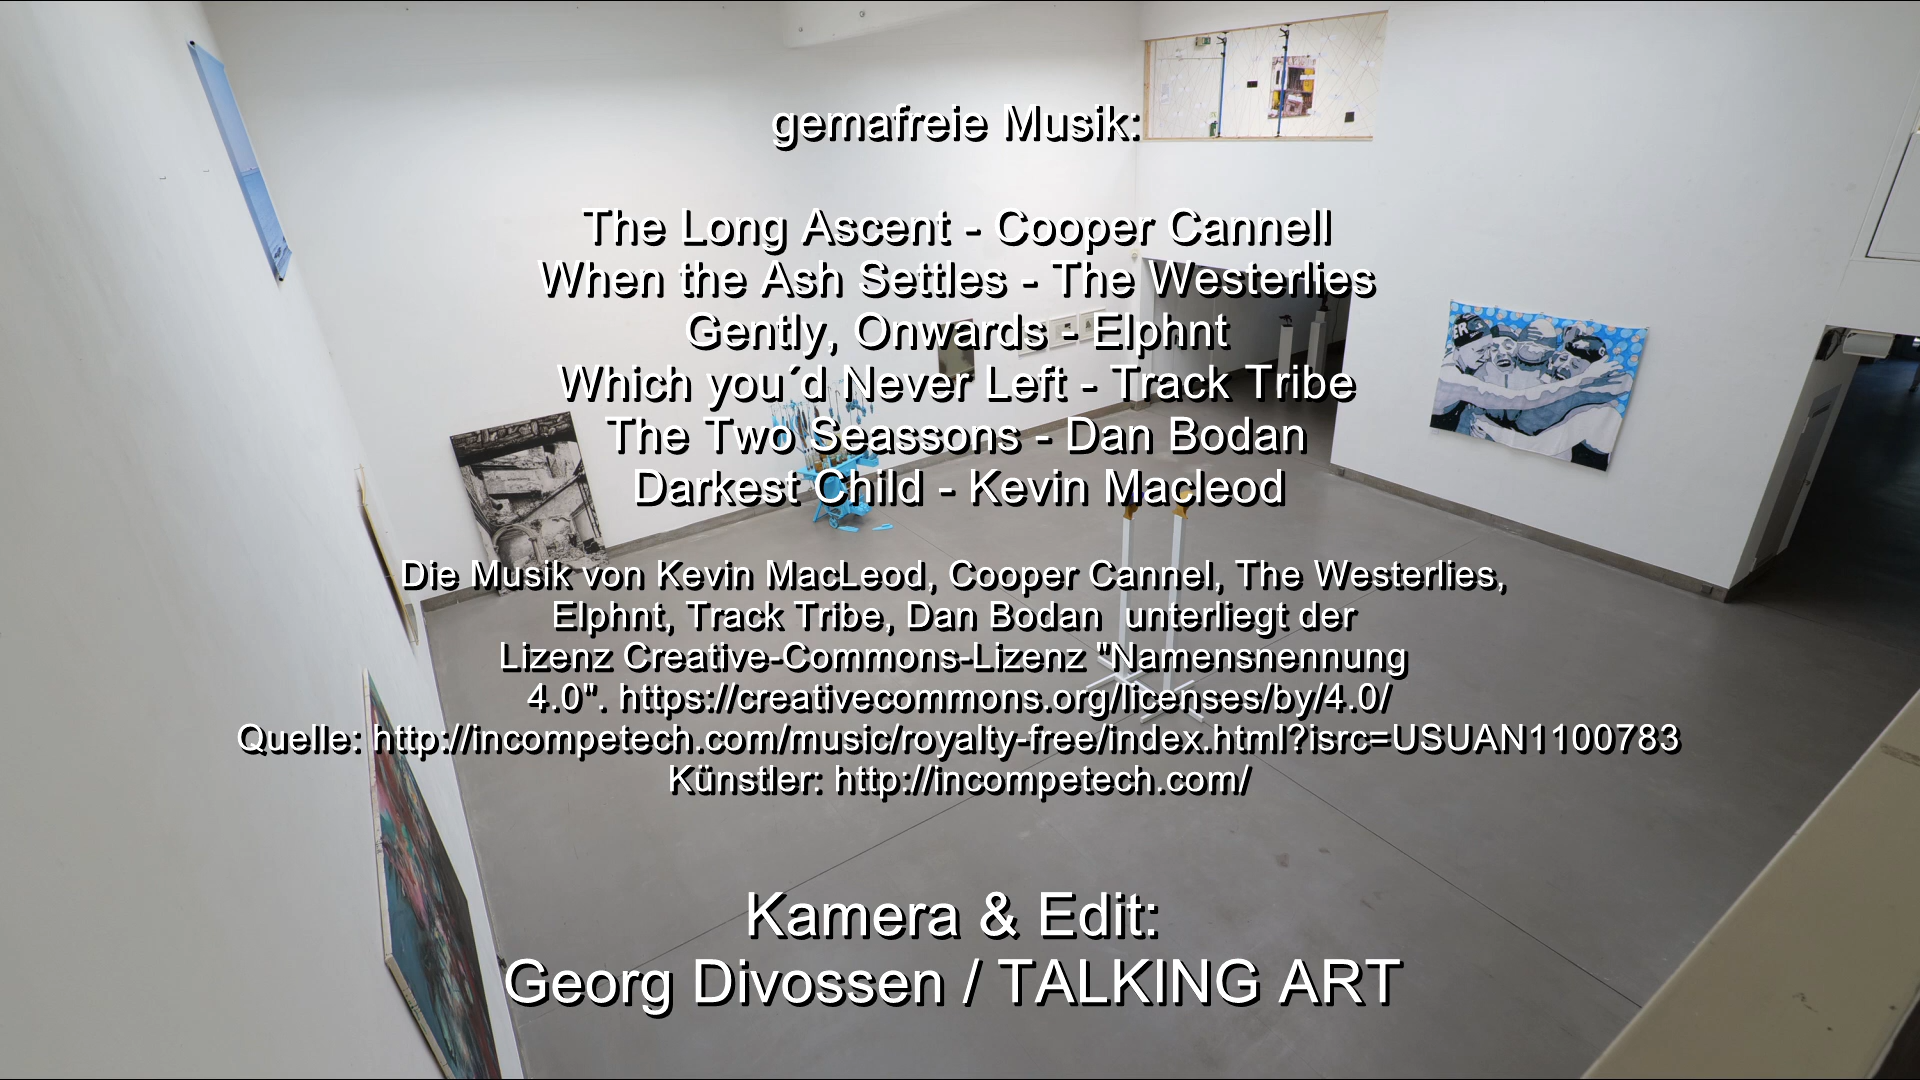 gemafreie Musik:
The Long Ascent - Cooper Cannell
When the Ash Settles - The Westerlies
Gently, Onwards - Elphnt
Which you´d Never Left - Track Tribe
The Two Seassons - Dan Bodan
Darkest Child - Kevin Macleod
Die Musik von Kevin MacLeod, Cooper Cannel, The Westerlies,
Elphnt, Track Tribe, Dan Bodan unterliegt der
Lizenz Creative-Commons-Lizenz "Namensnennung
4.0". https://creativecommons.org/licenses/by/4.0/
Quelle: http://incompetech.com/music/royalty-free/index.html?isrc=USUAN1100783
Künstler: http://incompetech.com/
Kamera & Edit:
Georg Divossen / TALKING ART